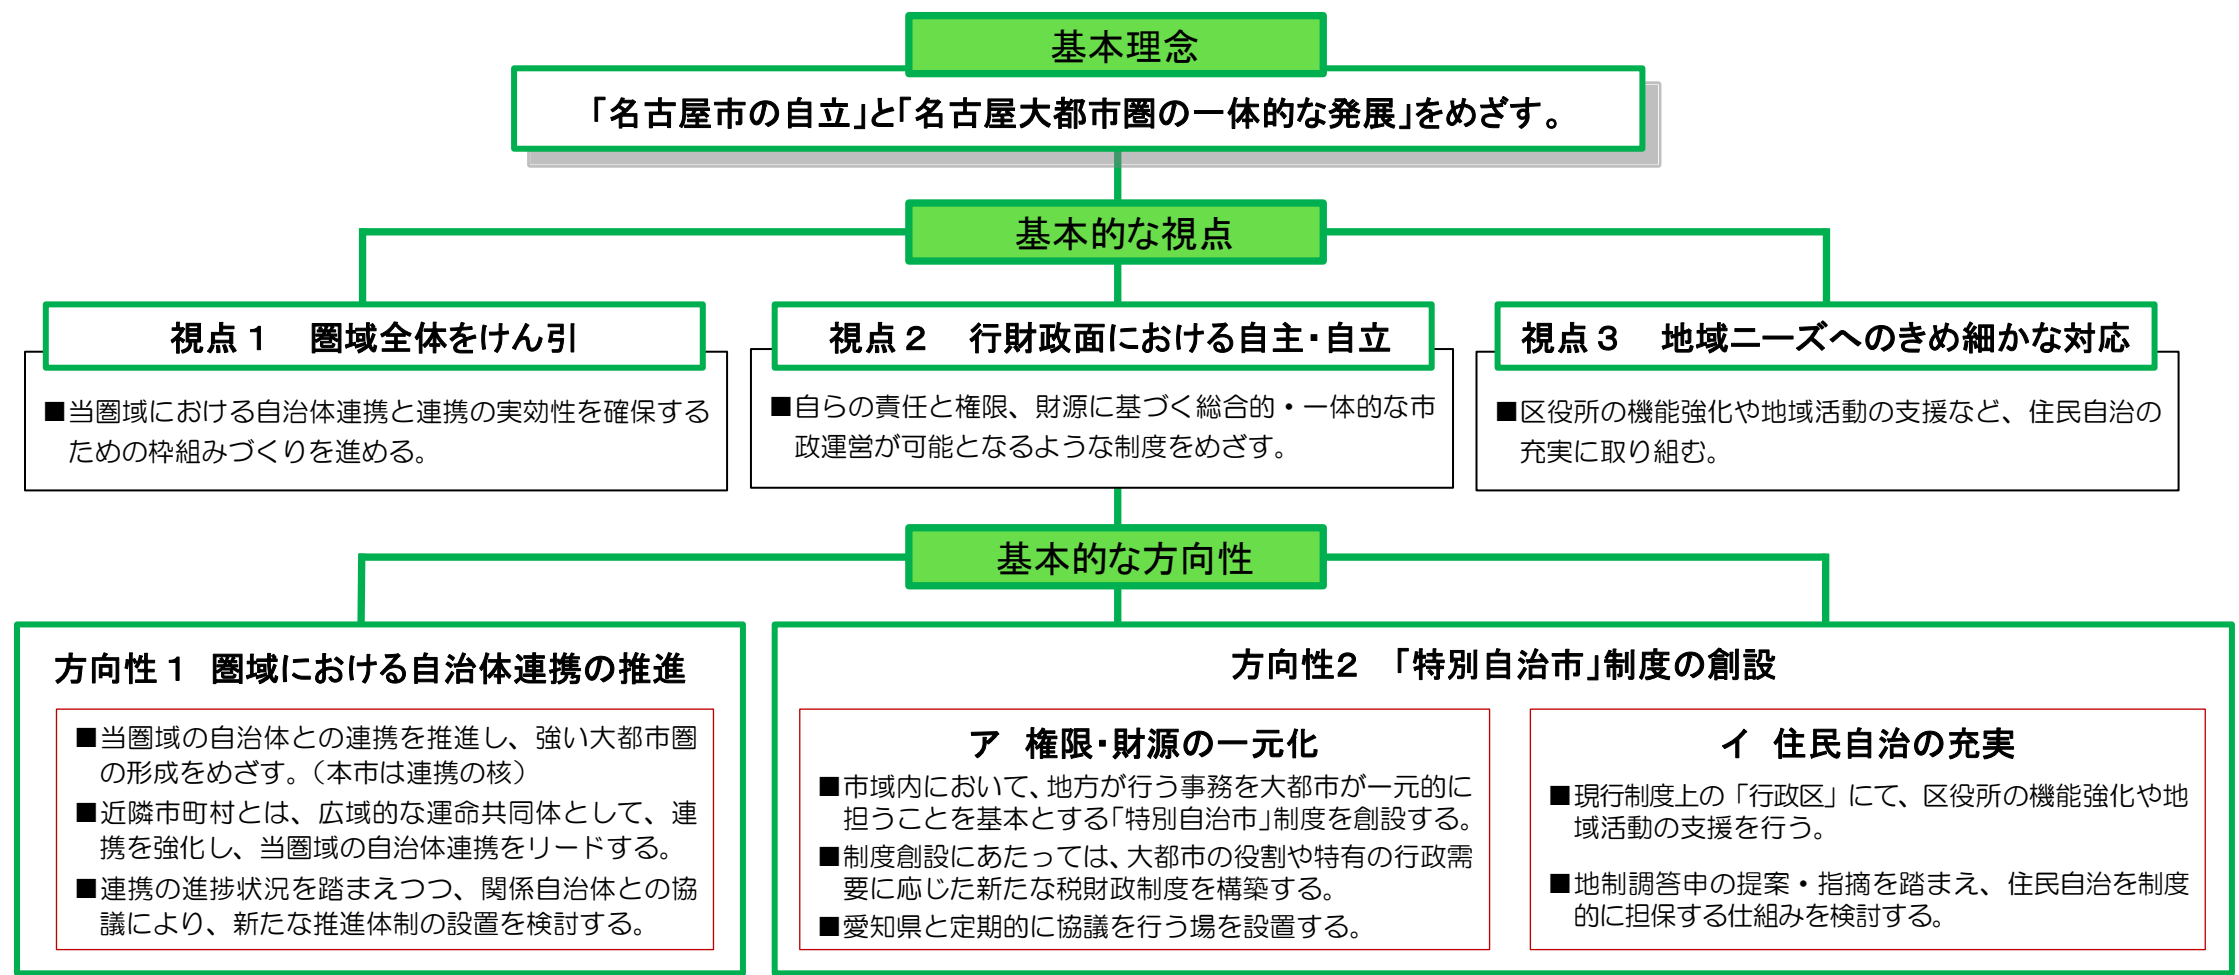 基本理念
「名古屋市の自立」と「名古屋大都市圏の一体的な発展」をめざす。
基本的な視点
視点１　圏域全体をけん引
■当圏域における自治体連携と連携の実効性を確保する
ための枠組みづくりを進める。
視点２　行財政面における自主・自立
■自らの責任と権限、財源に基づく総合的・一体的な市
政運営が可能となるような制度をめざす。
視点３　地域ニーズへのきめ細かな対応
■区役所の機能強化や地域活動の支援など、住民自治の
充実に取り組む。
基本的な方向性
方向性１ 圏域における自治体連携の推進
■当圏域の自治体との連携を推進し、強い大都市圏
の形成をめざす。（本市は連携の核）
■近隣市町村とは、広域的な運命共同体として、連
携を強化し、当圏域の自治体連携をリードする。
■連携の進捗状況を踏まえつつ、関係自治体との協
議により、新たな推進体制の設置を検討する。
方向性2 「特別自治市」制度の創設
ア 権限・財源の一元化
■市域内において、地方が行う事務を大都市が一元的に
担うことを基本とする「特別自治市」制度を創設する。
■制度創設にあたっては、大都市の役割や特有の行政需
要に応じた新たな税財政制度を構築する。
■愛知県と定期的に協議を行う場を設置する。
イ 住民自治の充実
■現行制度上の「行政区」にて、区役所の機能強化や地
域活動の支援を行う。
■地制調答申の提案・指摘を踏まえ、住民自治を制度
的に担保する仕組みを検討する。